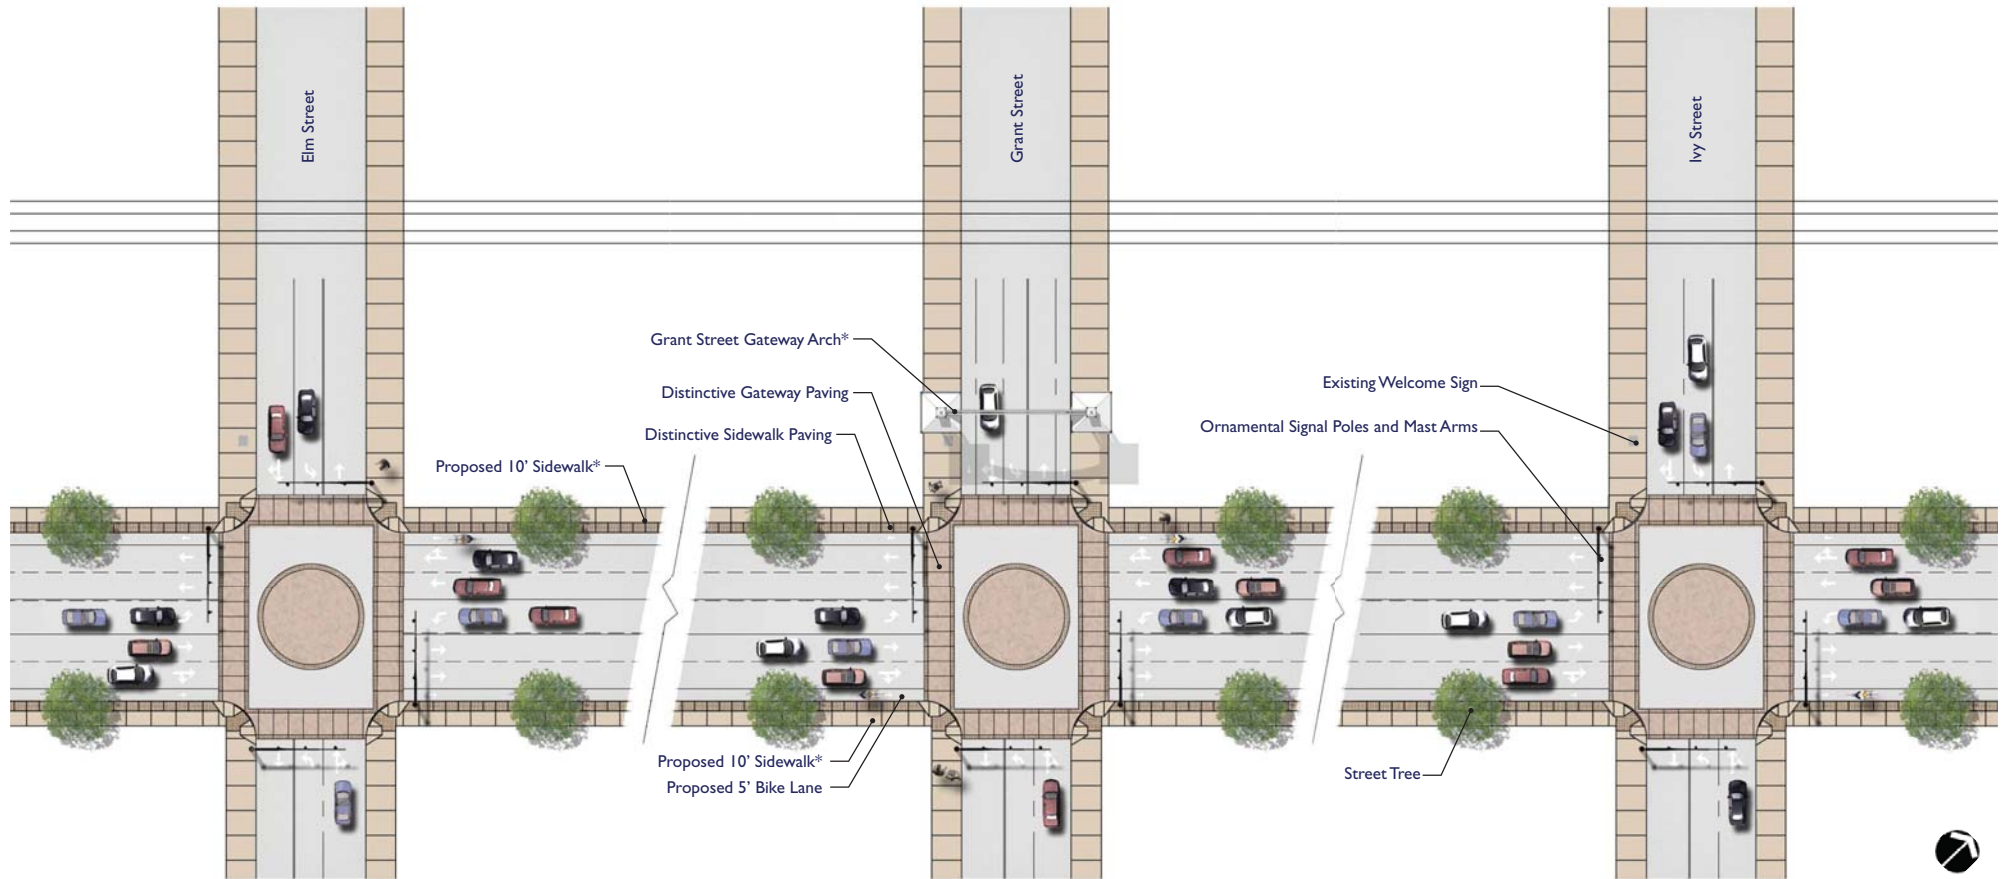 Elm Street
Grant Street
Ivy Street
Grant Street Gateway Arch*
Distinctive Gateway Paving
Distinctive Sidewalk Paving
Proposed 10’ Sidewalk*
Existing Welcome Sign
Ornamental Signal Poles and Mast Arms
Proposed 10’ Sidewalk*
Proposed 5’ Bike Lane
Street Tree